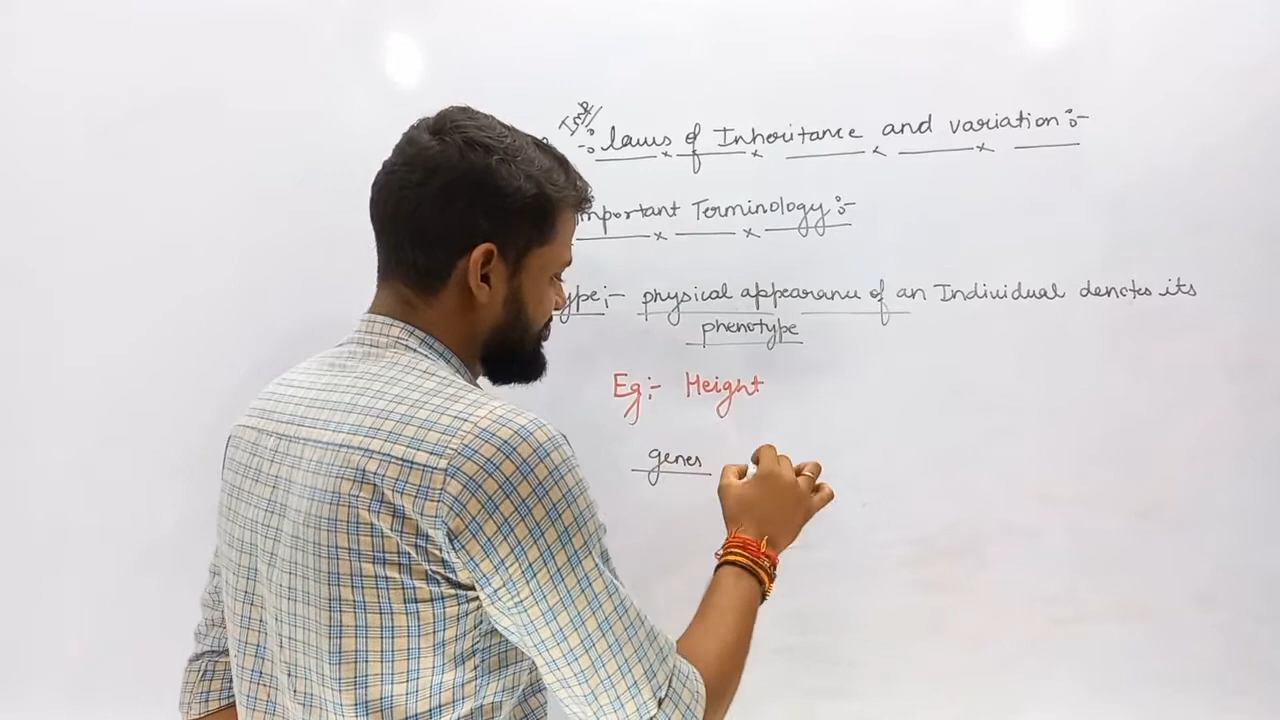 Imp
laws of Inheritance and variation :-
mportant Terminology :-
ype :- physical appearance of an Individual denotes its
phenotype
Eg :- Height
genes